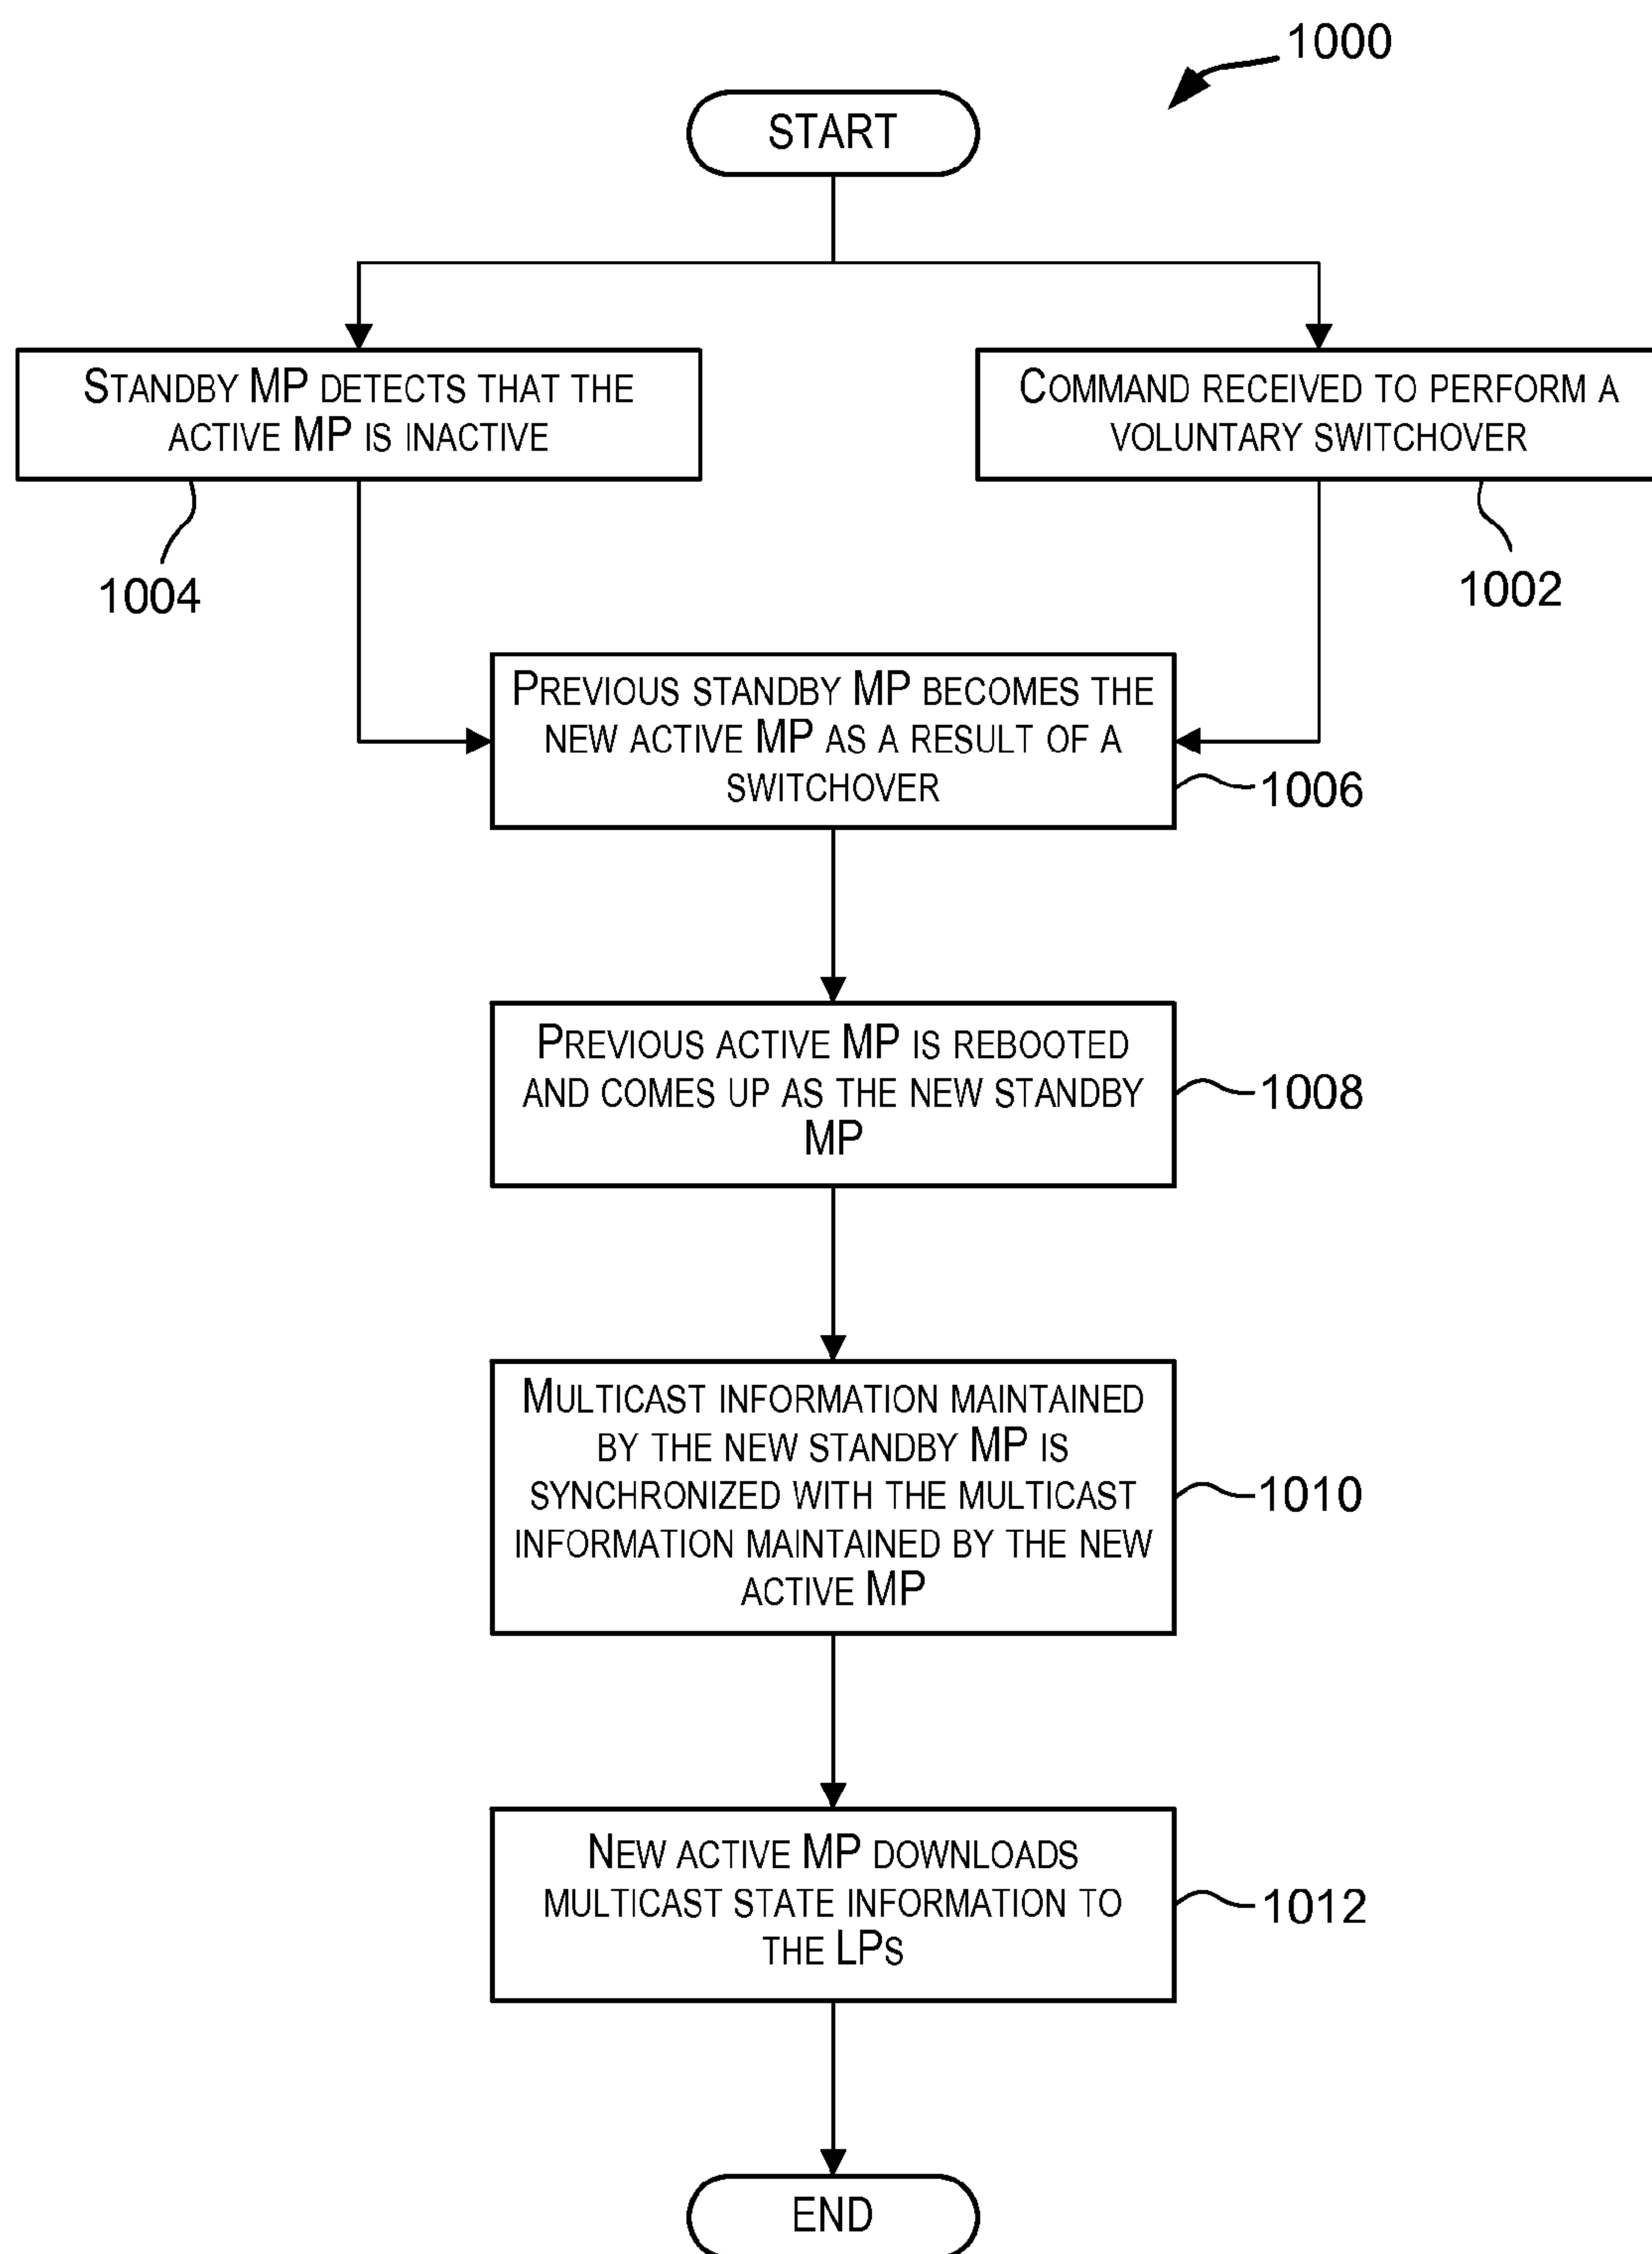 1000
START
STANDBY MP DETECTS THAT THE
ACTIVE MP IS INACTIVE
COMMAND RECEIVED TO PERFORM A
VOLUNTARY SWITCHOVER
1004
1002
PREVIOUS STANDBY MP BECOMES THE
NEW ACTIVE MP AS A RESULT OF A
SWITCHOVER
1006
PREVIOUS ACTIVE MP IS REBOOTED
AND COMES UP AS THE NEW STANDBY
MP
1008
MULTICAST INFORMATION MAINTAINED
BY THE NEW STANDBY MP IS
SYNCHRONIZED WITH THE MULTICAST
INFORMATION MAINTAINED BY THE NEW
ACTIVE MP
1010
NEW ACTIVE MP DOWNLOADS
MULTICAST STATE INFORMATION TO
THE LPS
1012
END